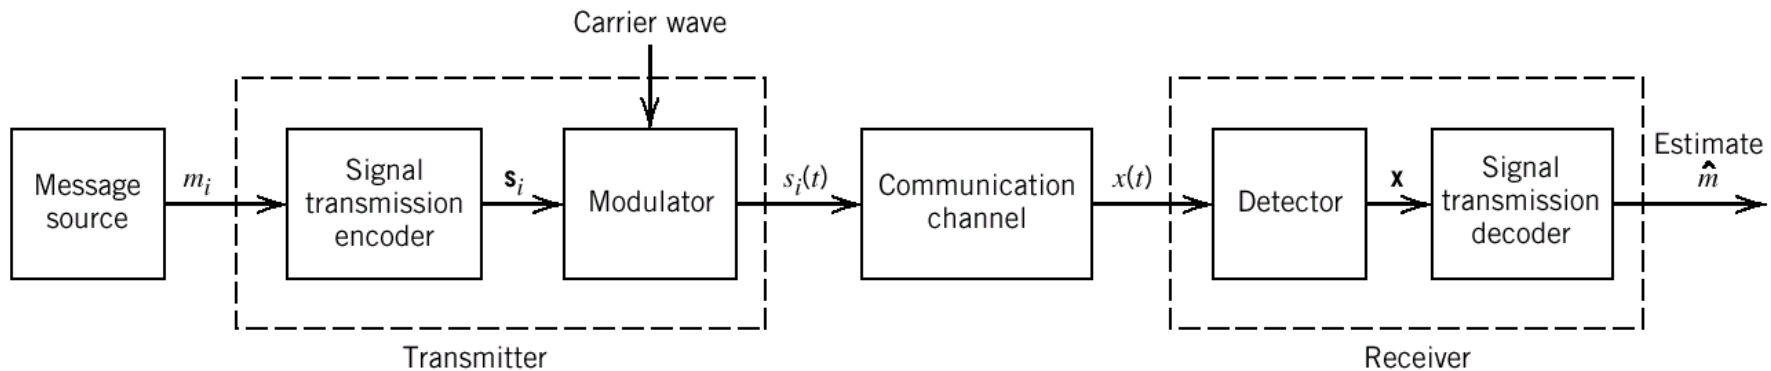 Carrier wave
Message
source
m_i
Signal
transmission
encoder
s_i
Modulator
s_i(t)
Communication
channel
x(t)
Detector
x
Signal
transmission
decoder
Estimate
m̂
Transmitter
Receiver